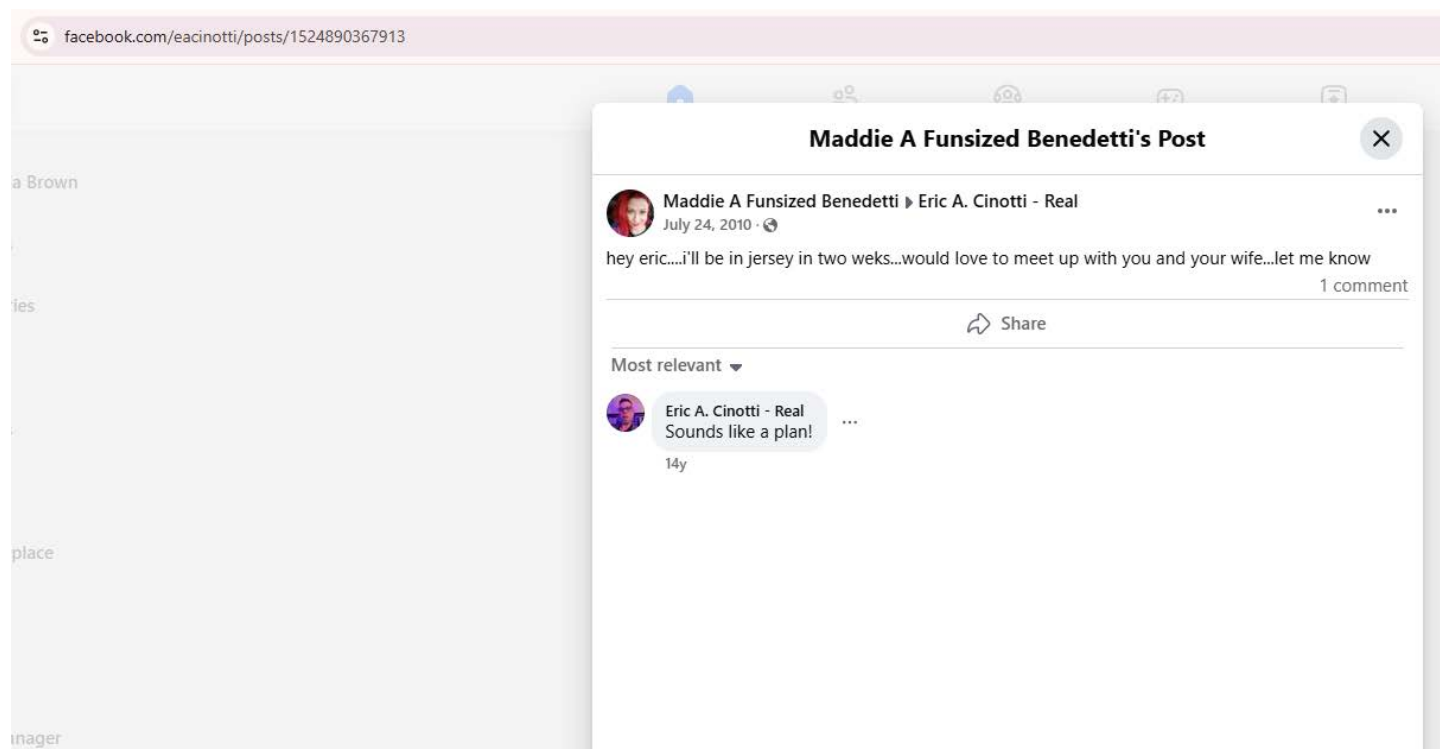 facebook.com/eacinotti/posts/1524890367913
Maddie A Funsized Benedetti's Post
a Brown
Maddie A Funsized Benedetti ▸ Eric A. Cinotti - Real
July 24, 2010 ·
hey eric....i'll be in jersey in two weks...would love to meet up with you and your wife...let me know
1 comment
ies
Share
Most relevant
Eric A. Cinotti - Real
Sounds like a plan!
...
14y
place
anager